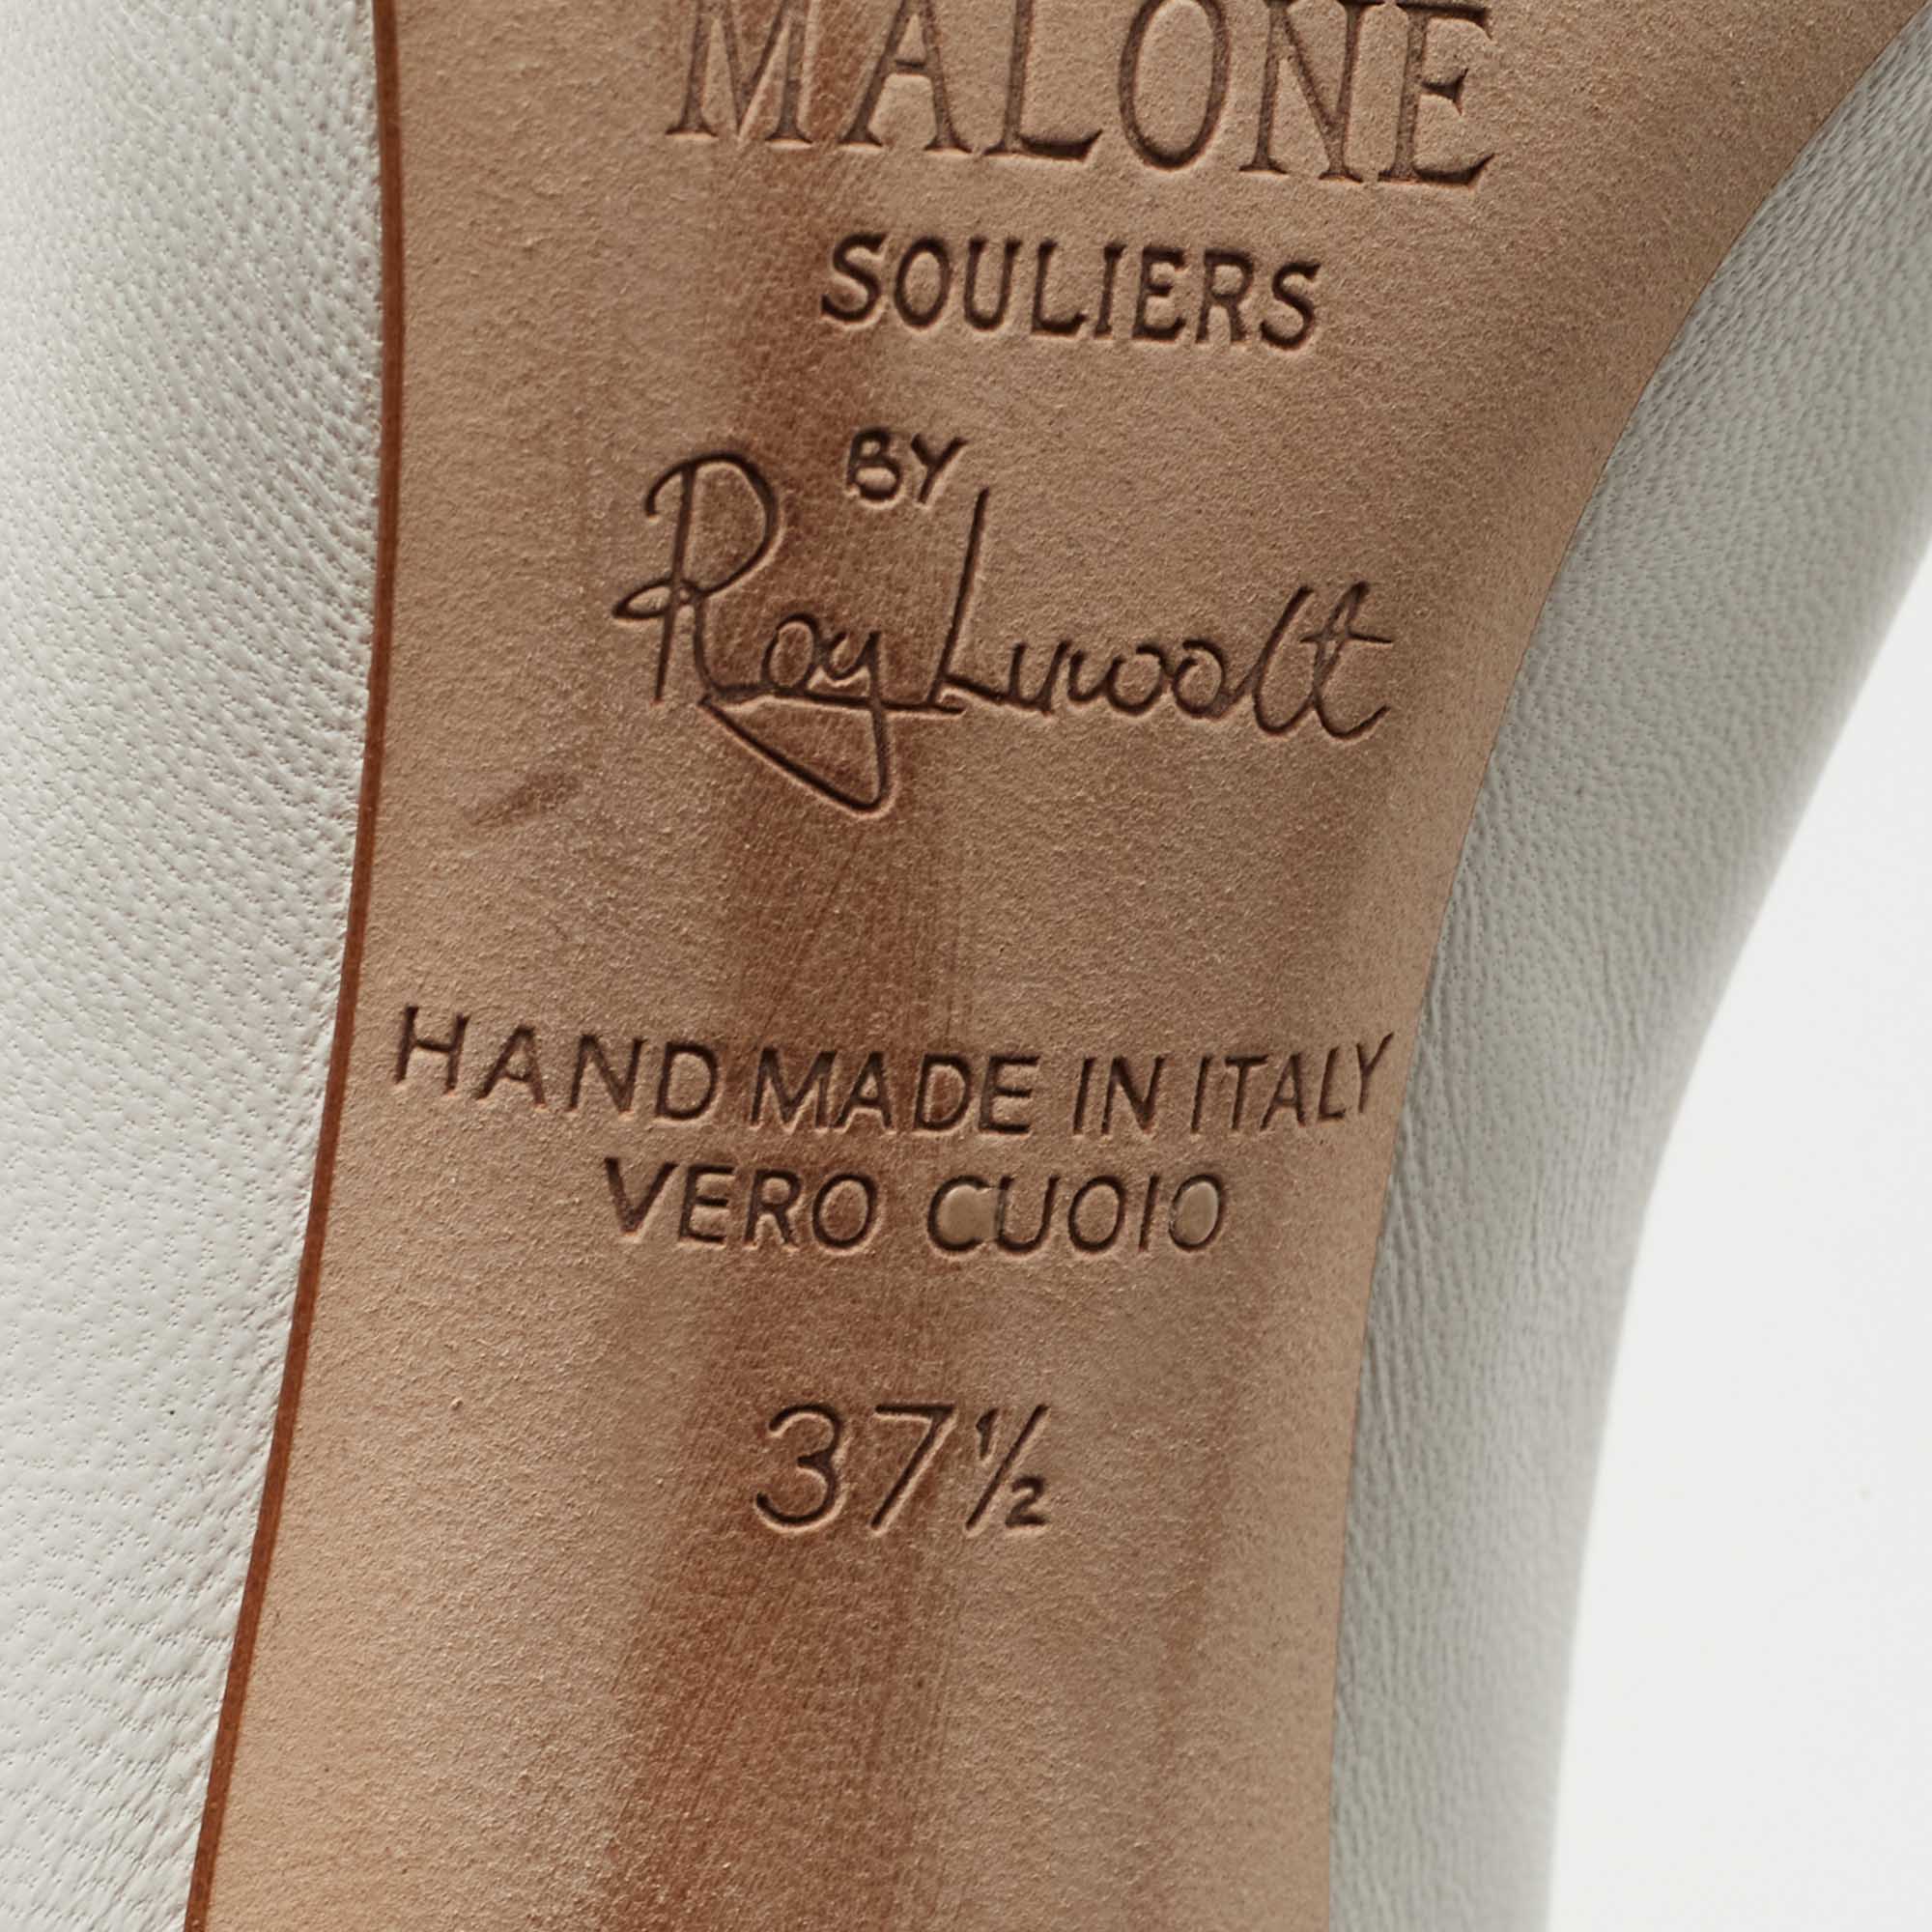 MALONE
SOULIERS
BY
Roy Luwolt
HAND MADE IN ITALY
VERO CUOIO
37½